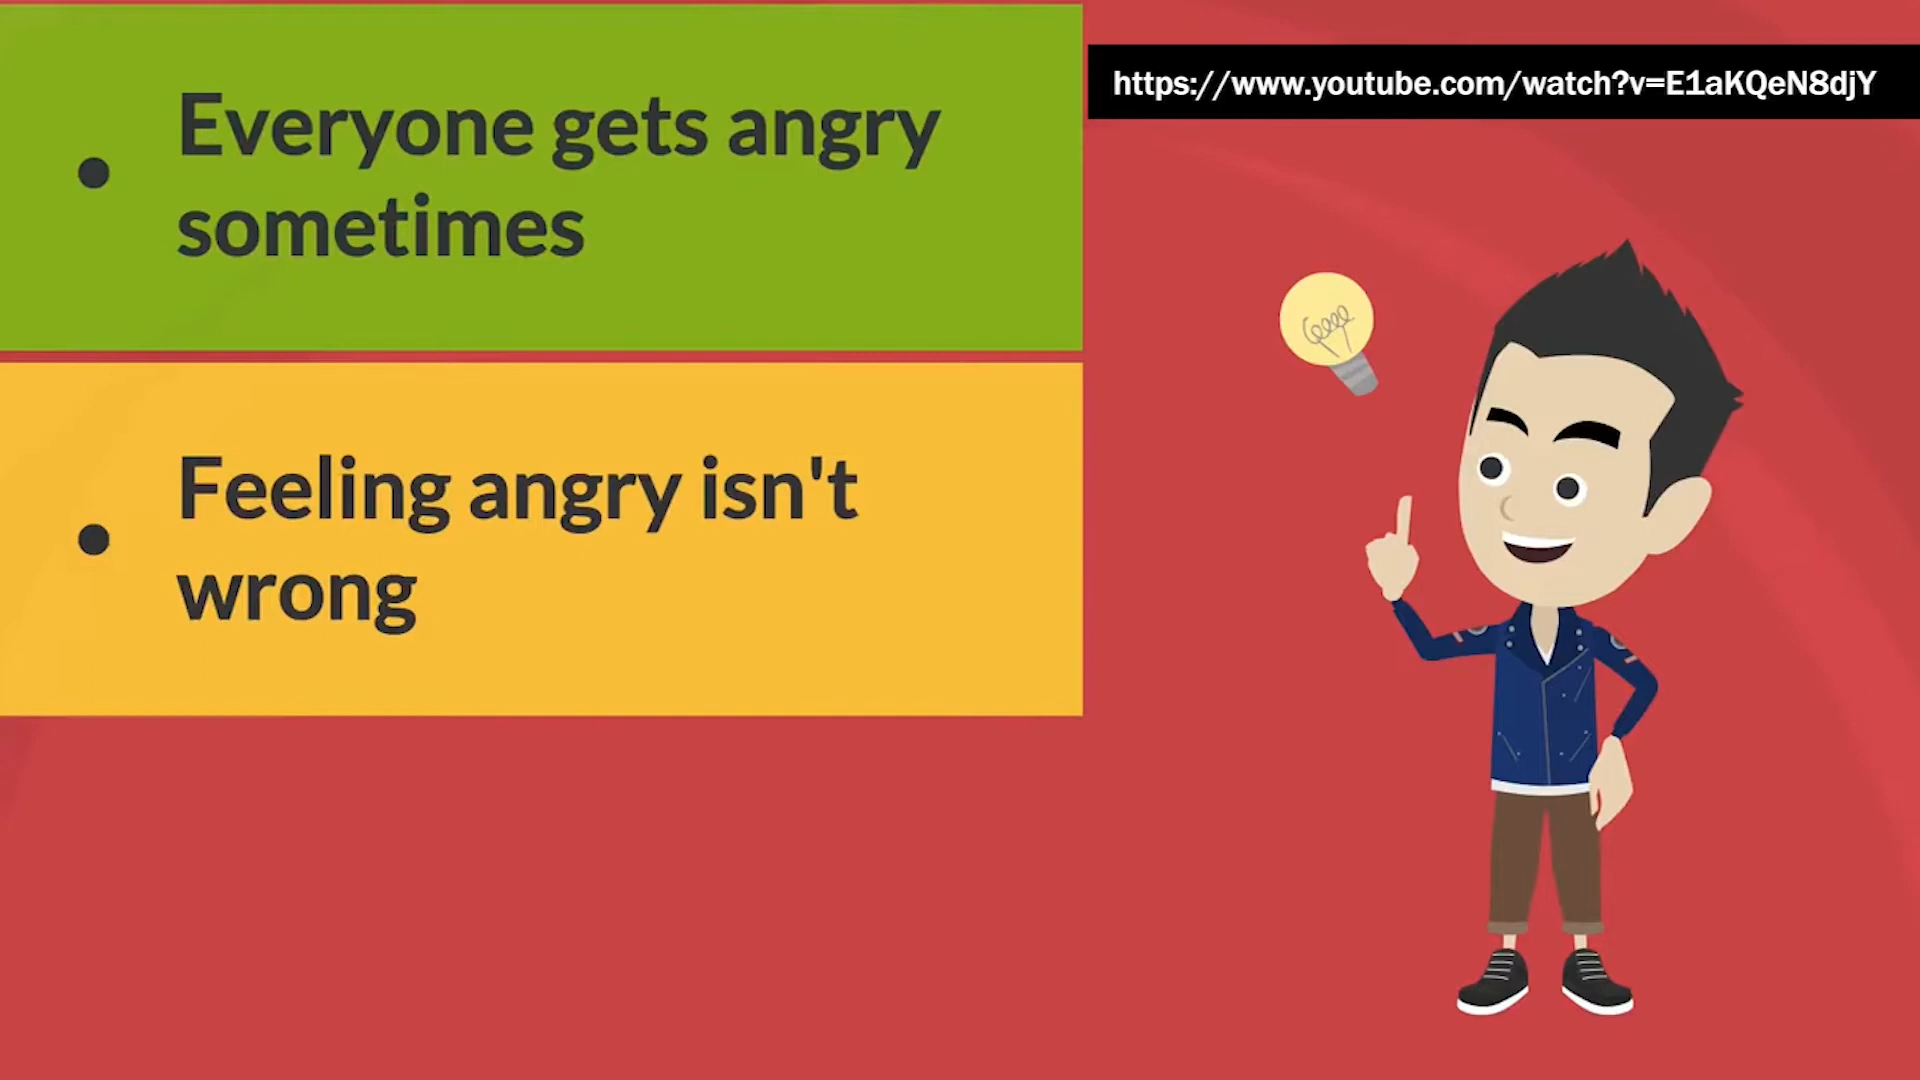 https://www.youtube.com/watch?v=E1aKQeN8djY
• Everyone gets angry
sometimes
• Feeling angry isn't
wrong